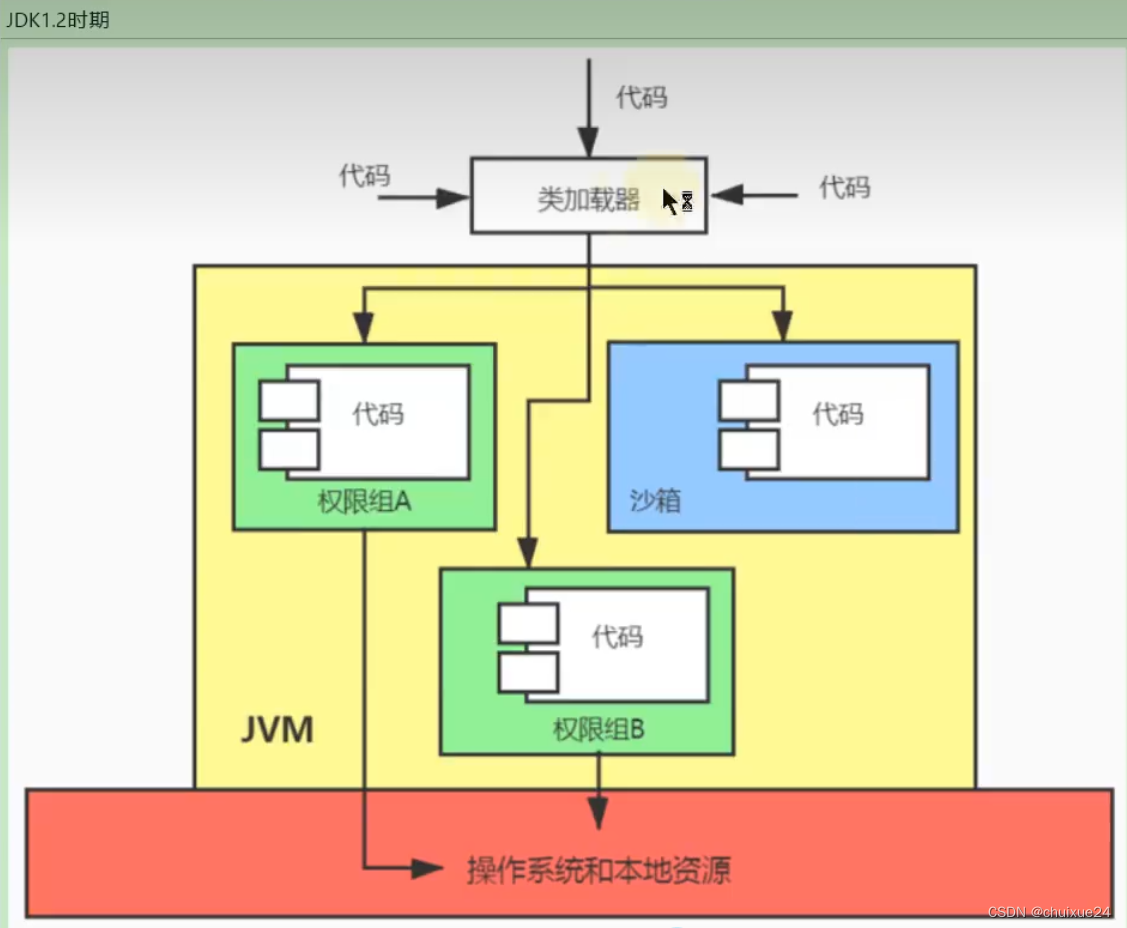 JDK1.2时期
代码
代码
代码
类加载器
代码
代码
权限组A
沙箱
代码
权限组B
JVM
操作系统和本地资源
CSDN @chuixue24